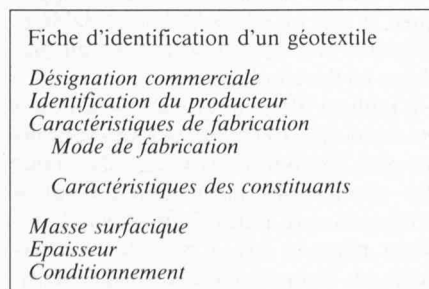 Fiche d'identification d'un géotextile
Désignation commerciale
Identification du producteur
Caractéristiques de fabrication
Mode de fabrication
Caractéristiques des constituants
Masse surfacique
Epaisseur
Conditionnement